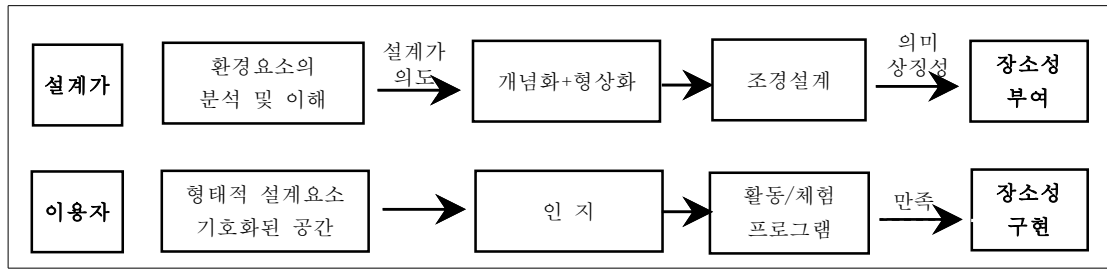 설계가
환경요소의
분석 및 이해
설계가
의도
개념화+형상화
조경설계
의미
상징성
장소성
부여
이용자
형태적 설계요소
기호화된 공간
인 지
활동/체험
프로그램
만족
장소성
구현